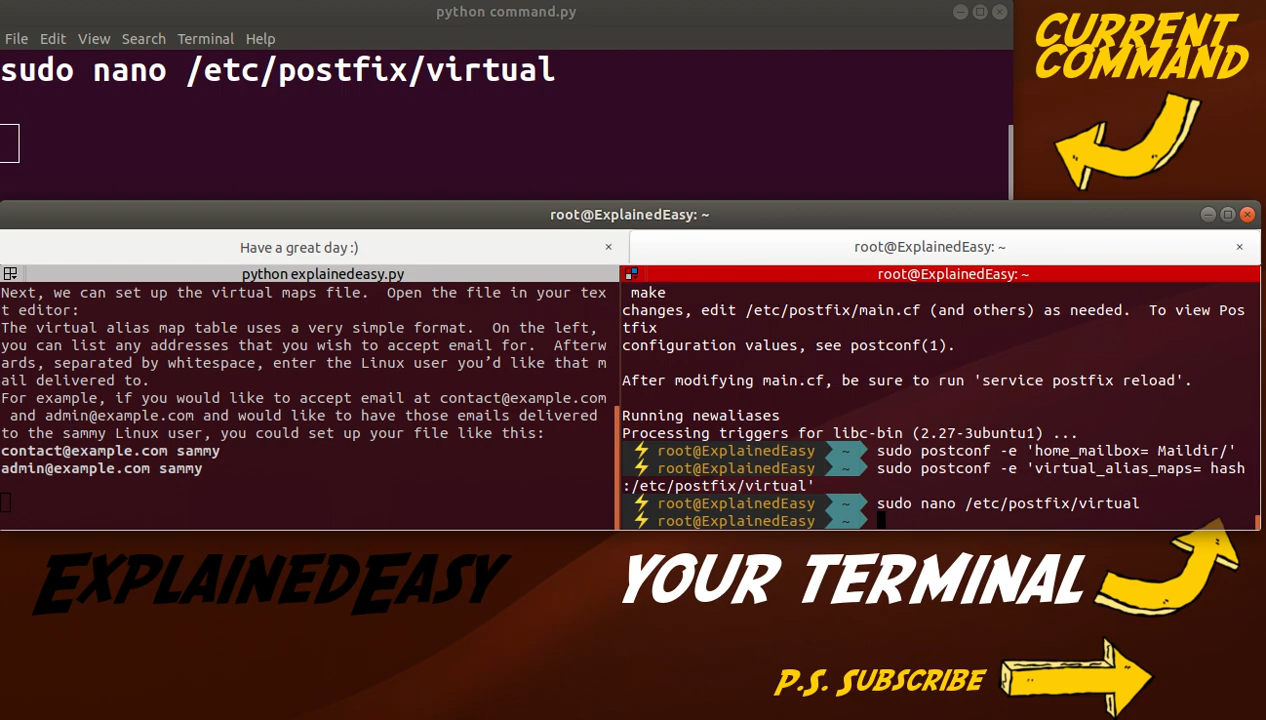 python command.py
File Edit View Search Terminal Help
sudo nano /etc/postfix/virtual
CURRENT
COMMAND
root@ExplainedEasy: ~
Have a great day :) ×
root@ExplainedEasy: ~ ×
python explainedeasy.py
Next, we can set up the virtual maps file.  Open the file in your tex
t editor:
The virtual alias map table uses a very simple format.  On the left,
you can list any addresses that you wish to accept email for.  Afterw
ards, separated by whitespace, enter the Linux user you’d like that m
ail delivered to.
For example, if you would like to accept email at contact@example.com
 and admin@example.com and would like to have those emails delivered
to the sammy Linux user, you could set up your file like this:
contact@example.com sammy
admin@example.com sammy
root@ExplainedEasy: ~
 make
changes, edit /etc/postfix/main.cf (and others) as needed.  To view Pos
tfix
configuration values, see postconf(1).
After modifying main.cf, be sure to run 'service postfix reload'.
Running newaliases
Processing triggers for libc-bin (2.27-3ubuntu1) ...
⚡ root@ExplainedEasy ~ sudo postconf -e 'home_mailbox= Maildir/'
⚡ root@ExplainedEasy ~ sudo postconf -e 'virtual_alias_maps= hash
:/etc/postfix/virtual'
⚡ root@ExplainedEasy ~ sudo nano /etc/postfix/virtual
⚡ root@ExplainedEasy ~
EXPLAINEDEASY
YOUR TERMINAL
P.S. SUBSCRIBE